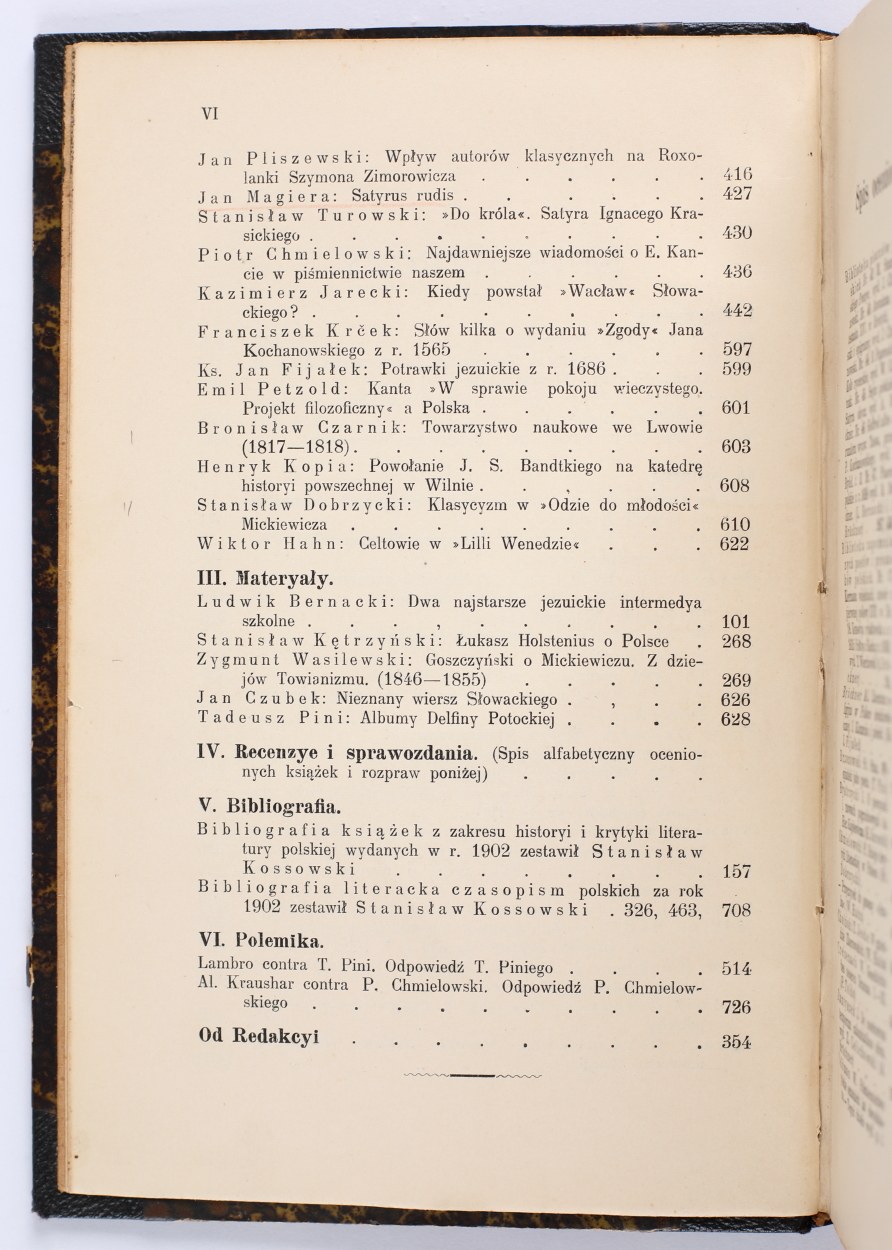 VI
Jan Pliszewski: Wpływ autorów klasycznych na Roxo-
lanki Szymona Zimorowicza . . . . . . 416
Jan Magiera: Satyrus rudis . . . . . . 427
Stanisław Turowski: »Do króla«. Satyra Ignacego Kra-
sickiego . . . . . . . . . . 430
Piotr Chmielowski: Najdawniejsze wiadomości o E. Kan-
cie w piśmiennictwie naszem . . . . . . 436
Kazimierz Jarecki: Kiedy powstał »Wacław« Słowa-
ckiego? . . . . . . . . . . 442
Franciszek Krček: Słów kilka o wydaniu »Zgody« Jana
Kochanowskiego z r. 1565 . . . . . . 597
Ks. Jan Fijałek: Potrawki jezuickie z r. 1686 . . . 599
Emil Petzold: Kanta »W sprawie pokoju wieczystego.
Projekt filozoficzny« a Polska . . . . . . 601
Bronisław Czarnik: Towarzystwo naukowe we Lwowie
(1817—1818) . . . . . . . . . 603
Henryk Kopia: Powołanie J. S. Bandtkiego na katedrę
historyi powszechnej w Wilnie . . . . . . 608
Stanisław Dobrzycki: Klasycyzm w »Odzie do młodości«
Mickiewicza . . . . . . . . . 610
Wiktor Hahn: Celtowie w »Lilli Wenedzie« . . . 622
III. Materyały.
Ludwik Bernacki: Dwa najstarsze jezuickie intermedya
szkolne . . . . . . . . . . 101
Stanisław Kętrzyński: Łukasz Holstenius o Polsce . 268
Zygmunt Wasilewski: Goszczyński o Mickiewiczu. Z dzie-
jów Towianizmu. (1846—1855) . . . . . 269
Jan Czubek: Nieznany wiersz Słowackiego . . . . 626
Tadeusz Pini: Albumy Delfiny Potockiej . . . . 628
IV. Recenzye i sprawozdania. (Spis alfabetyczny ocenio-
nych książek i rozpraw poniżej) . . . . .
V. Bibliografia.
Bibliografia książek z zakresu historyi i krytyki litera-
tury polskiej wydanych w r. 1902 zestawił Stanisław
Kossowski . . . . . . . . 157
Bibliografia literacka czasopism polskich za rok
1902 zestawił Stanisław Kossowski . 326, 463, 708
VI. Polemika.
Lambro contra T. Pini. Odpowiedź T. Piniego . . . . 514
Al. Kraushar contra P. Chmielowski. Odpowiedź P. Chmielow-
skiego . . . . . . . . . . 726
Od Redakcyi . . . . . . . . . 354